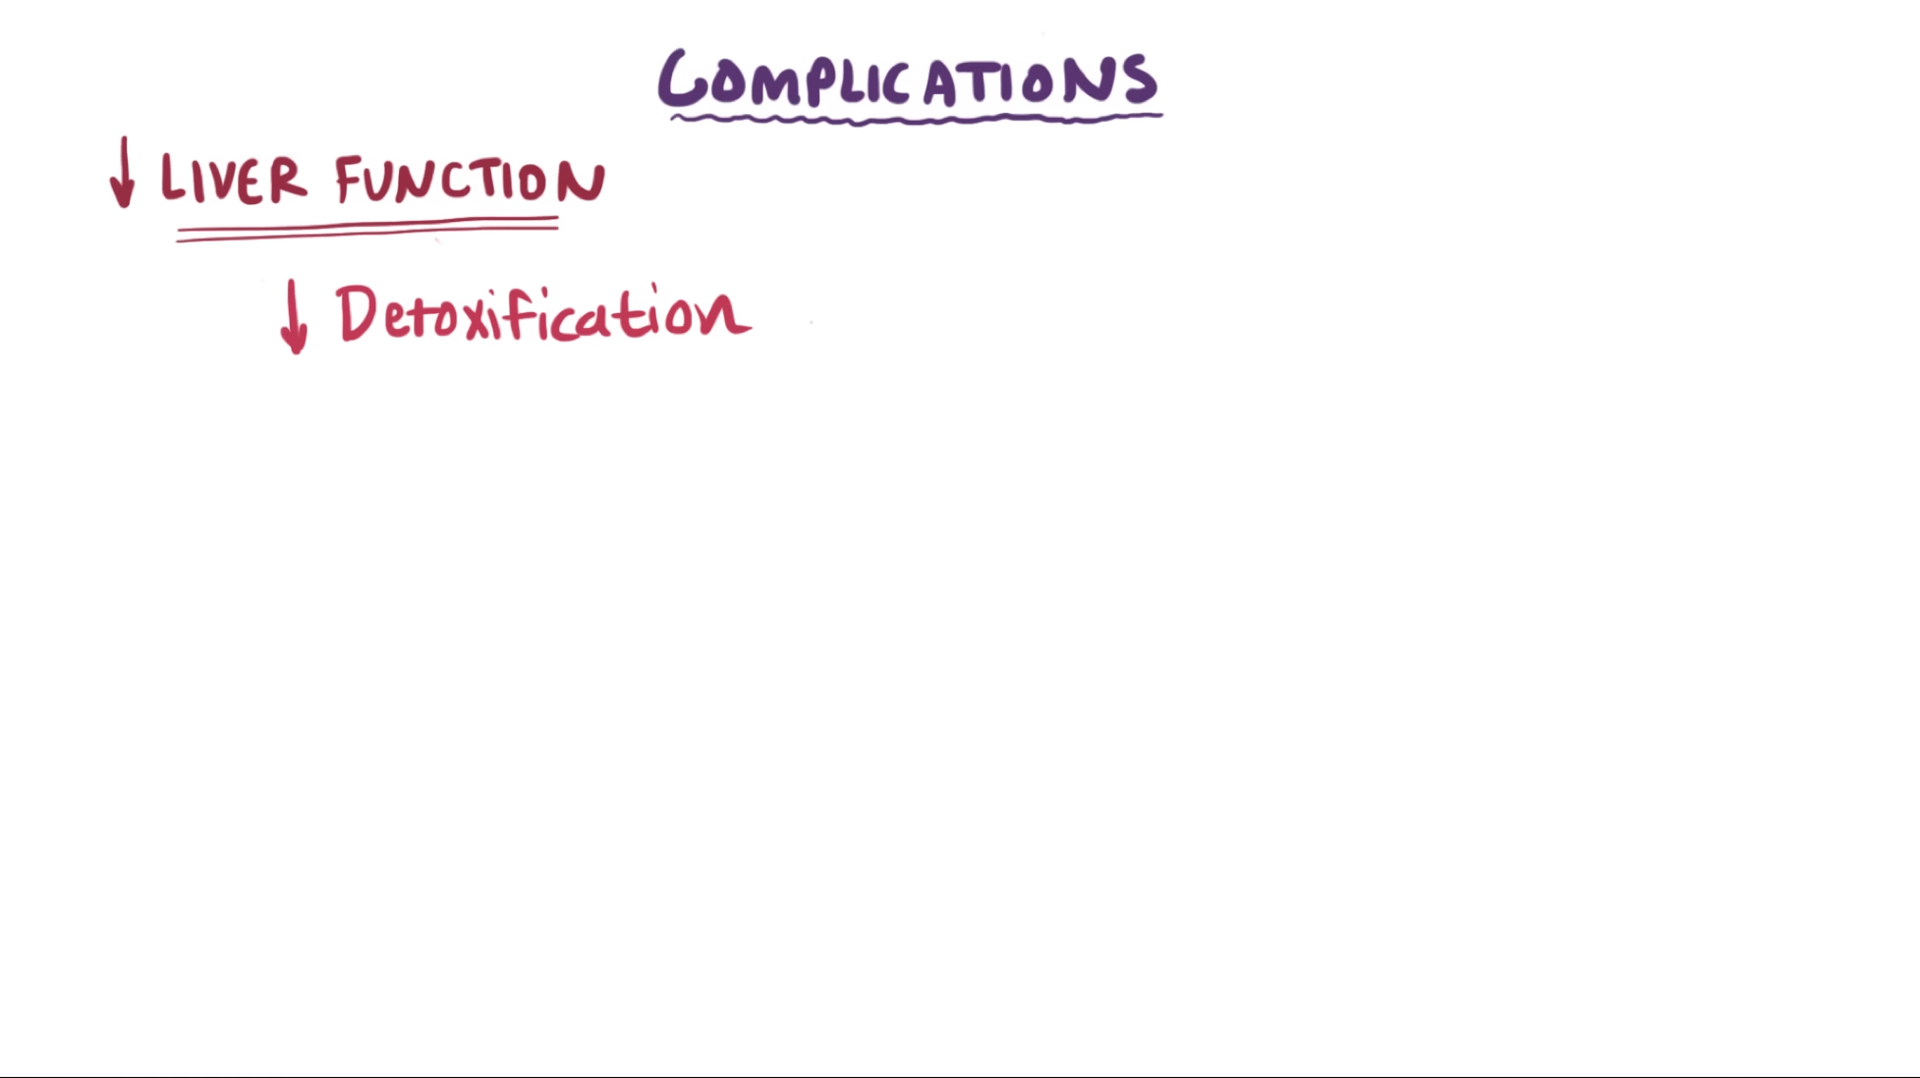 COMPLICATIONS
↓ LIVER FUNCTION
↓ Detoxification